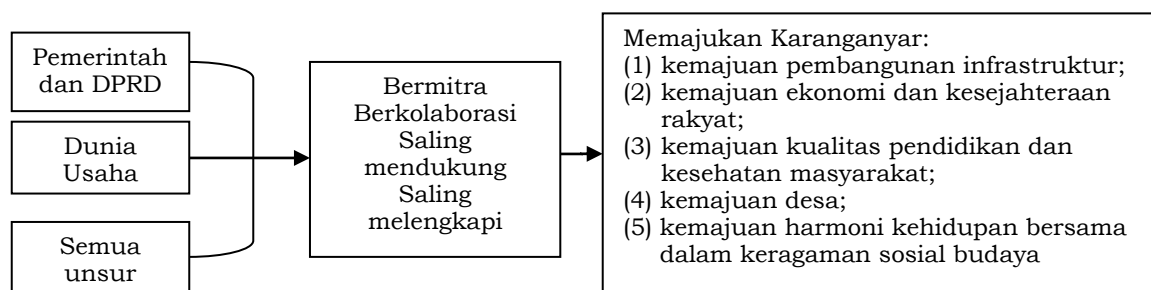 Pemerintah
dan DPRD
Dunia
Usaha
Semua
unsur
Bermitra
Berkolaborasi
Saling
mendukung
Saling
melengkapi
Memajukan Karanganyar:
(1) kemajuan pembangunan infrastruktur;
(2) kemajuan ekonomi dan kesejahteraan
rakyat;
(3) kemajuan kualitas pendidikan dan
kesehatan masyarakat;
(4) kemajuan desa;
(5) kemajuan harmoni kehidupan bersama
dalam keragaman sosial budaya